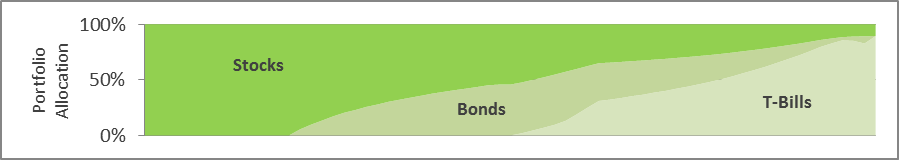 Portfolio
Allocation
100%
50%
0%
Stocks
Bonds
T-Bills